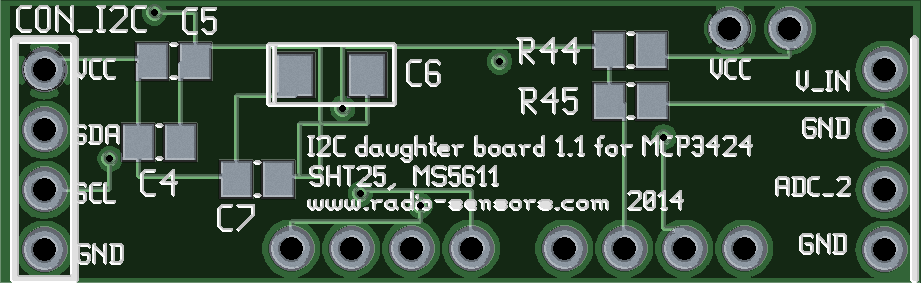 CON_I2C C5
VCC
SDA
SCL
GND
C4
C7
C6
R44
R45
VCC
V_IN
GND
ADC_2
GND
I2C daughter board 1.1 for MCP3424
SHT25, MS5611
www.radio-sensors.com 2014